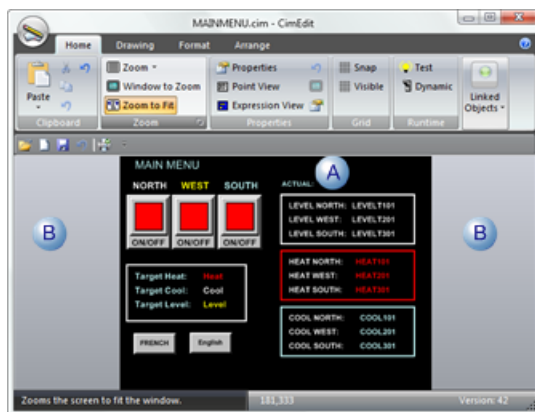 MAINMENU.cim - CimEdit
Home Drawing Format Arrange
Paste
Clipboard
Zoom
Window to Zoom
Zoom to Fit
Zoom
Properties
Point View
Expression View
Properties
Snap
Visible
Grid
Test
Dynamic
Runtime
Linked
Objects
MAIN MENU
NORTH WEST SOUTH
ON/OFF ON/OFF ON/OFF
Target Heat: Heat
Target Cool: Cool
Target Level: Level
FRENCH English
ACTUAL:
A
LEVEL NORTH: LEVELT101
LEVEL WEST: LEVELT201
LEVEL SOUTH: LEVELT301
HEAT NORTH: HEAT101
HEAT WEST: HEAT201
HEAT SOUTH: HEAT301
COOL NORTH: COOL101
COOL WEST: COOL201
COOL SOUTH: COOL301
B
B
Zooms the screen to fit the window. 181,333 Version: 42